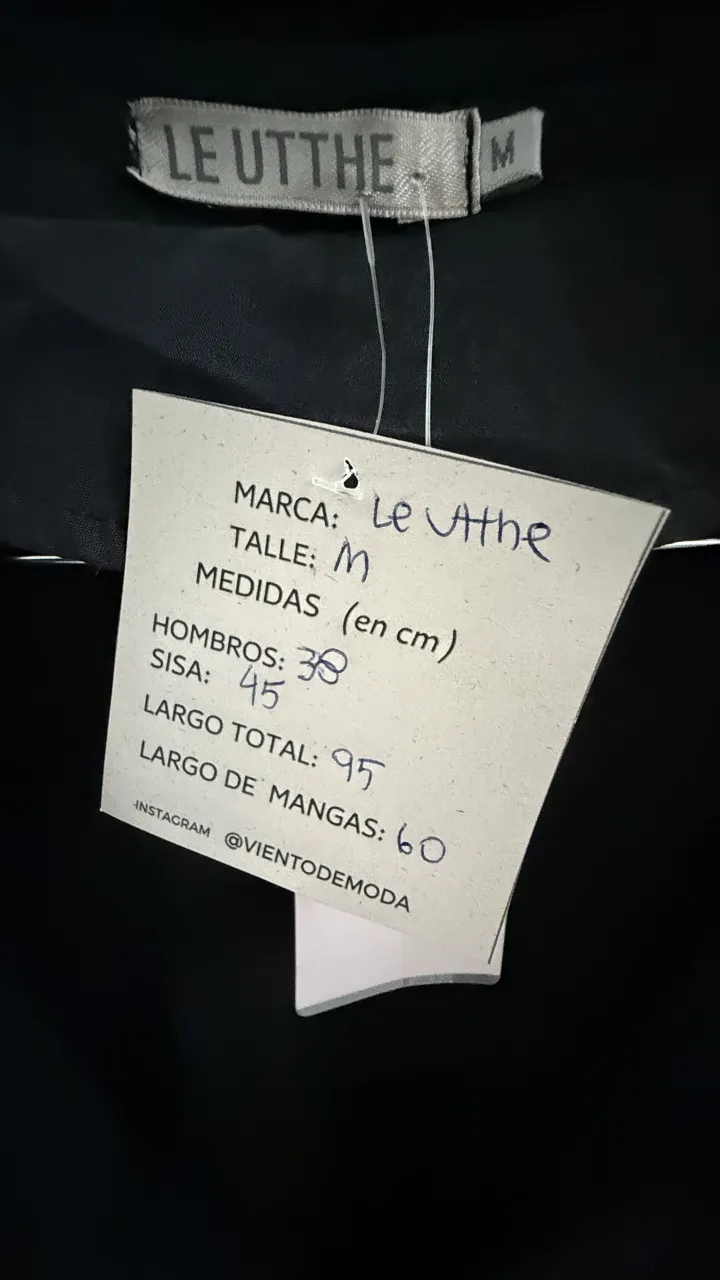 LE UTTHE
M
MARCA: Le Utthe
TALLE: M
MEDIDAS (en cm)
HOMBROS: 38
SISA: 45
LARGO TOTAL: 95
LARGO DE MANGAS: 60
INSTAGRAM @VIENTODEMODA